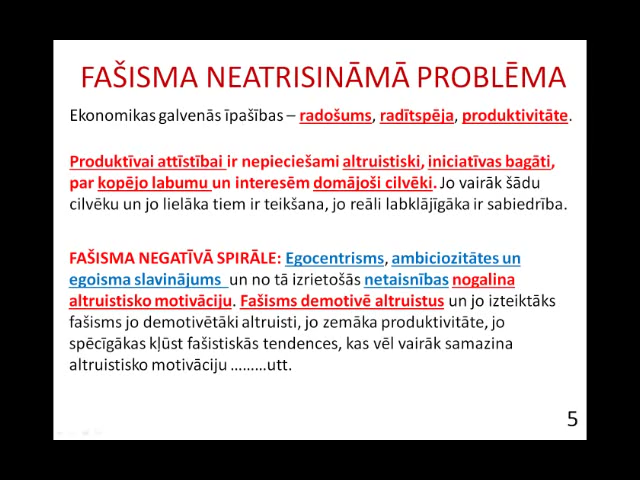 FAŠISMA NEATRISINĀMĀ PROBLĒMA
Ekonomikas galvenās īpašības – radošums, radītspēja, produktivitāte.
Produktīvai attīstībai ir nepieciešami altruistiski, iniciatīvas bagāti,
par kopējo labumu un interesēm domājoši cilvēki. Jo vairāk šādu
cilvēku un jo lielāka tiem ir teikšana, jo reāli labklājīgāka ir sabiedrība.
FAŠISMA NEGATĪVĀ SPIRĀLE: Egocentrisms, ambiciozitātes un
egoisma slavinājums un no tā izrietošās netaisnības nogalina
altruistisko motivāciju. Fašisms demotivē altruistus un jo izteiktāks
fašisms jo demotivētāki altruisti, jo zemāka produktivitāte, jo
spēcīgākas kļūst fašistiskās tendences, kas vēl vairāk samazina
altruistisko motivāciju ………utt.
5